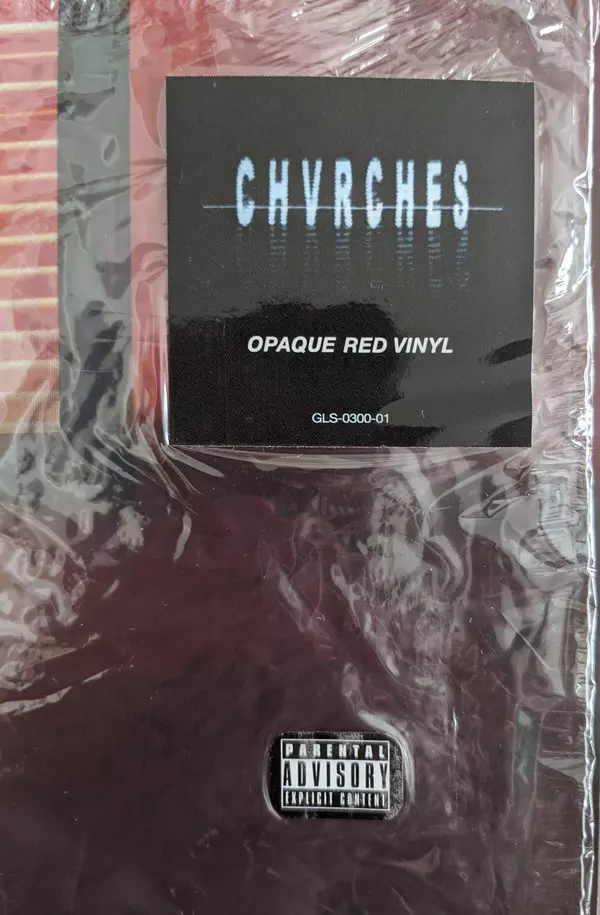 CHVRCHES
OPAQUE RED VINYL
GLS-0300-01
PARENTAL
ADVISORY
EXPLICIT CONTENT